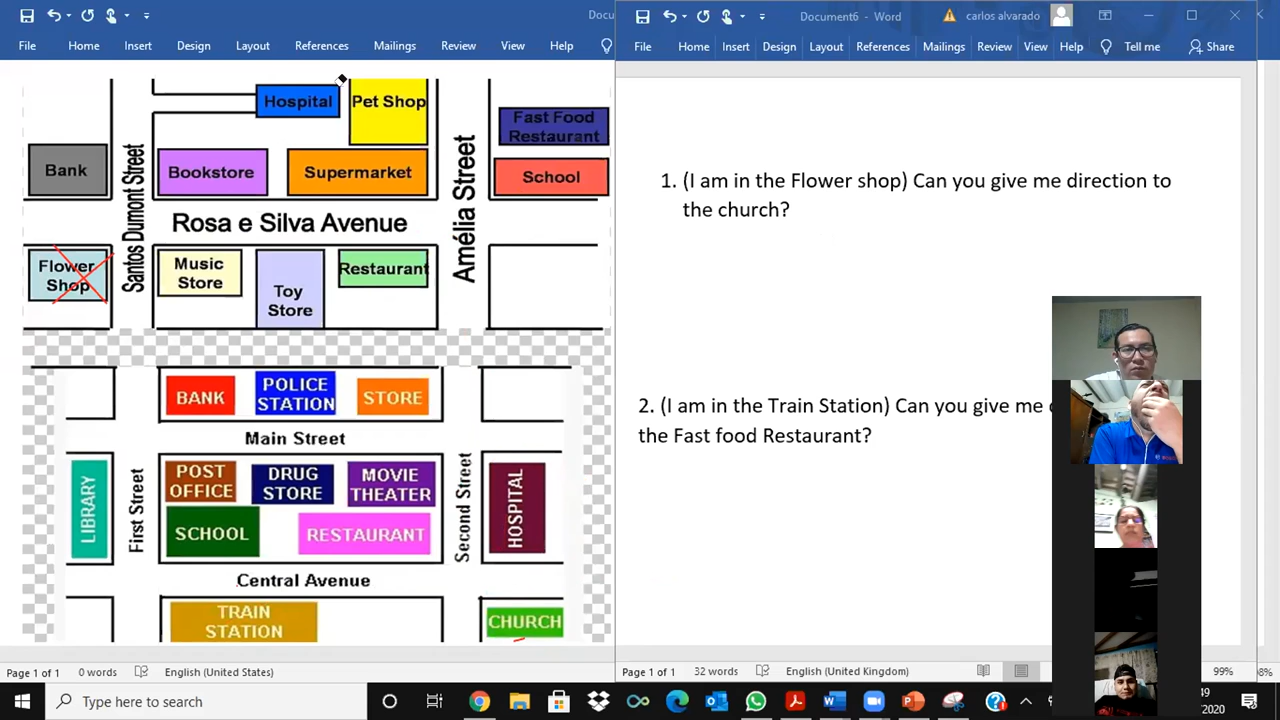 Docu
File Home Insert Design Layout References Mailings Review View Help
Hospital
Pet Shop
Fast Food
Restaurant
Bank
Bookstore
Supermarket
School
Santos Dumont Street
Amélia Street
Rosa e Silva Avenue
Flower
Shop
Music
Store
Toy
Store
Restaurant
BANK
POLICE
STATION
STORE
Main Street
LIBRARY
First Street
POST
OFFICE
DRUG
STORE
MOVIE
THEATER
SCHOOL
RESTAURANT
Second Street
HOSPITAL
Central Avenue
TRAIN
STATION
CHURCH
Page 1 of 1 0 words English (United States)
Document6 - Word carlos alvarado
File Home Insert Design Layout References Mailings Review View Help Tell me Share
1. (I am in the Flower shop) Can you give me direction to
the church?
2. (I am in the Train Station) Can you give me
the Fast food Restaurant?
Page 1 of 1 32 words English (United Kingdom) 99% 98%
Type here to search
49
2020